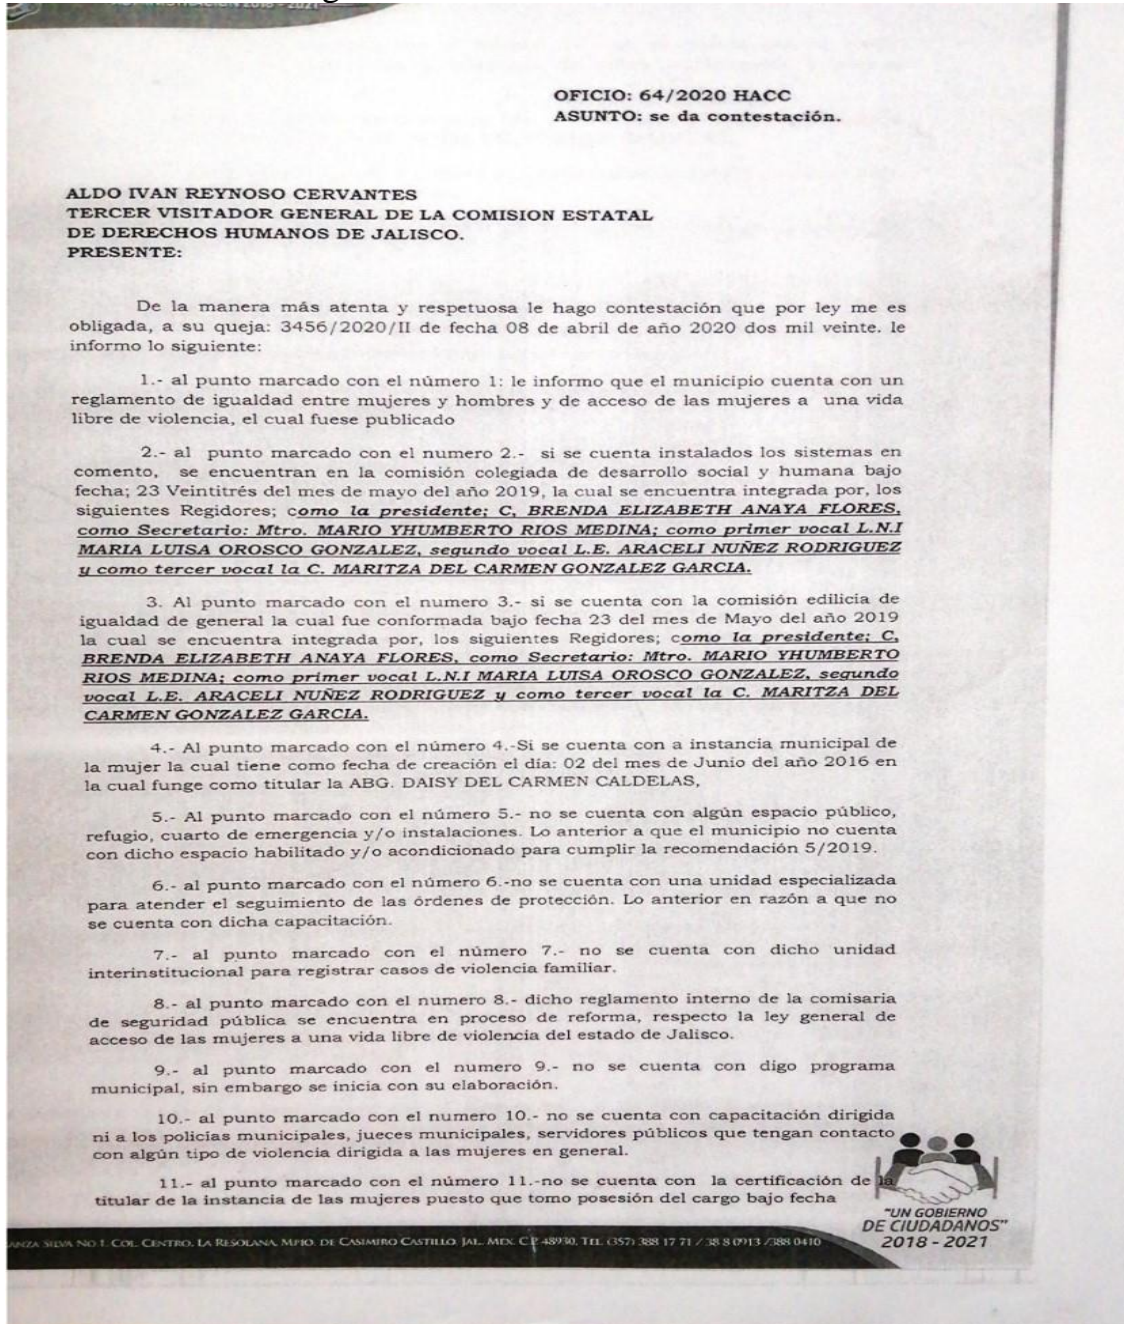 OFICIO: 64/2020 HACC
ASUNTO: se da contestación.
ALDO IVAN REYNOSO CERVANTES
TERCER VISITADOR GENERAL DE LA COMISION ESTATAL
DE DERECHOS HUMANOS DE JALISCO.
PRESENTE:
De la manera más atenta y respetuosa le hago contestación que por ley me es
obligada, a su queja: 3456/2020/II de fecha 08 de abril de año 2020 dos mil veinte. le
informo lo siguiente:
1.- al punto marcado con el número 1: le informo que el municipio cuenta con un
reglamento de igualdad entre mujeres y hombres y de acceso de las mujeres a una vida
libre de violencia, el cual fuese publicado
2.- al punto marcado con el numero 2.- si se cuenta instalados los sistemas en
comento, se encuentran en la comisión colegiada de desarrollo social y humana bajo
fecha; 23 Veintitrés del mes de mayo del año 2019, la cual se encuentra integrada por, los
siguientes Regidores; como la presidente; C, BRENDA ELIZABETH ANAYA FLORES,
como Secretario: Mtro. MARIO YHUMBERTO RIOS MEDINA; como primer vocal L.N.I
MARIA LUISA OROSCO GONZALEZ, segundo vocal L.E. ARACELI NUÑEZ RODRIGUEZ
y como tercer vocal la C. MARITZA DEL CARMEN GONZALEZ GARCIA.
3. Al punto marcado con el numero 3.- si se cuenta con la comisión edilicia de
igualdad de general la cual fue conformada bajo fecha 23 del mes de Mayo del año 2019
la cual se encuentra integrada por, los siguientes Regidores; como la presidente; C,
BRENDA ELIZABETH ANAYA FLORES, como Secretario: Mtro. MARIO YHUMBERTO
RIOS MEDINA; como primer vocal L.N.I MARIA LUISA OROSCO GONZALEZ, segundo
vocal L.E. ARACELI NUÑEZ RODRIGUEZ y como tercer vocal la C. MARITZA DEL
CARMEN GONZALEZ GARCIA.
4.- Al punto marcado con el número 4.-Si se cuenta con a instancia municipal de
la mujer la cual tiene como fecha de creación el día: 02 del mes de Junio del año 2016 en
la cual funge como titular la ABG. DAISY DEL CARMEN CALDELAS,
5.- Al punto marcado con el número 5.- no se cuenta con algún espacio público,
refugio, cuarto de emergencia y/o instalaciones. Lo anterior a que el municipio no cuenta
con dicho espacio habilitado y/o acondicionado para cumplir la recomendación 5/2019.
6.- al punto marcado con el número 6.-no se cuenta con una unidad especializada
para atender el seguimiento de las órdenes de protección. Lo anterior en razón a que no
se cuenta con dicha capacitación.
7.- al punto marcado con el número 7.- no se cuenta con dicho unidad
interinstitucional para registrar casos de violencia familiar.
8.- al punto marcado con el numero 8.- dicho reglamento interno de la comisaria
de seguridad pública se encuentra en proceso de reforma, respecto la ley general de
acceso de las mujeres a una vida libre de violencia del estado de Jalisco.
9.- al punto marcado con el numero 9.- no se cuenta con digo programa
municipal, sin embargo se inicia con su elaboración.
10.- al punto marcado con el numero 10.- no se cuenta con capacitación dirigida
ni a los policías municipales, jueces municipales, servidores públicos que tengan contacto
con algún tipo de violencia dirigida a las mujeres en general.
11.- al punto marcado con el número 11.-no se cuenta con la certificación de la
titular de la instancia de las mujeres puesto que tomo posesión del cargo bajo fecha
"UN GOBIERNO
DE CIUDADANOS"
2018 - 2021
SILVA NO 1. COL. CENTRO. LA RESOLANA, MPIO. DE CASIMIRO CASTILLO, JAL. MEX. C.P. 48930, TEL. (357) 388 17 71 / 38 8 0913 /388 0410